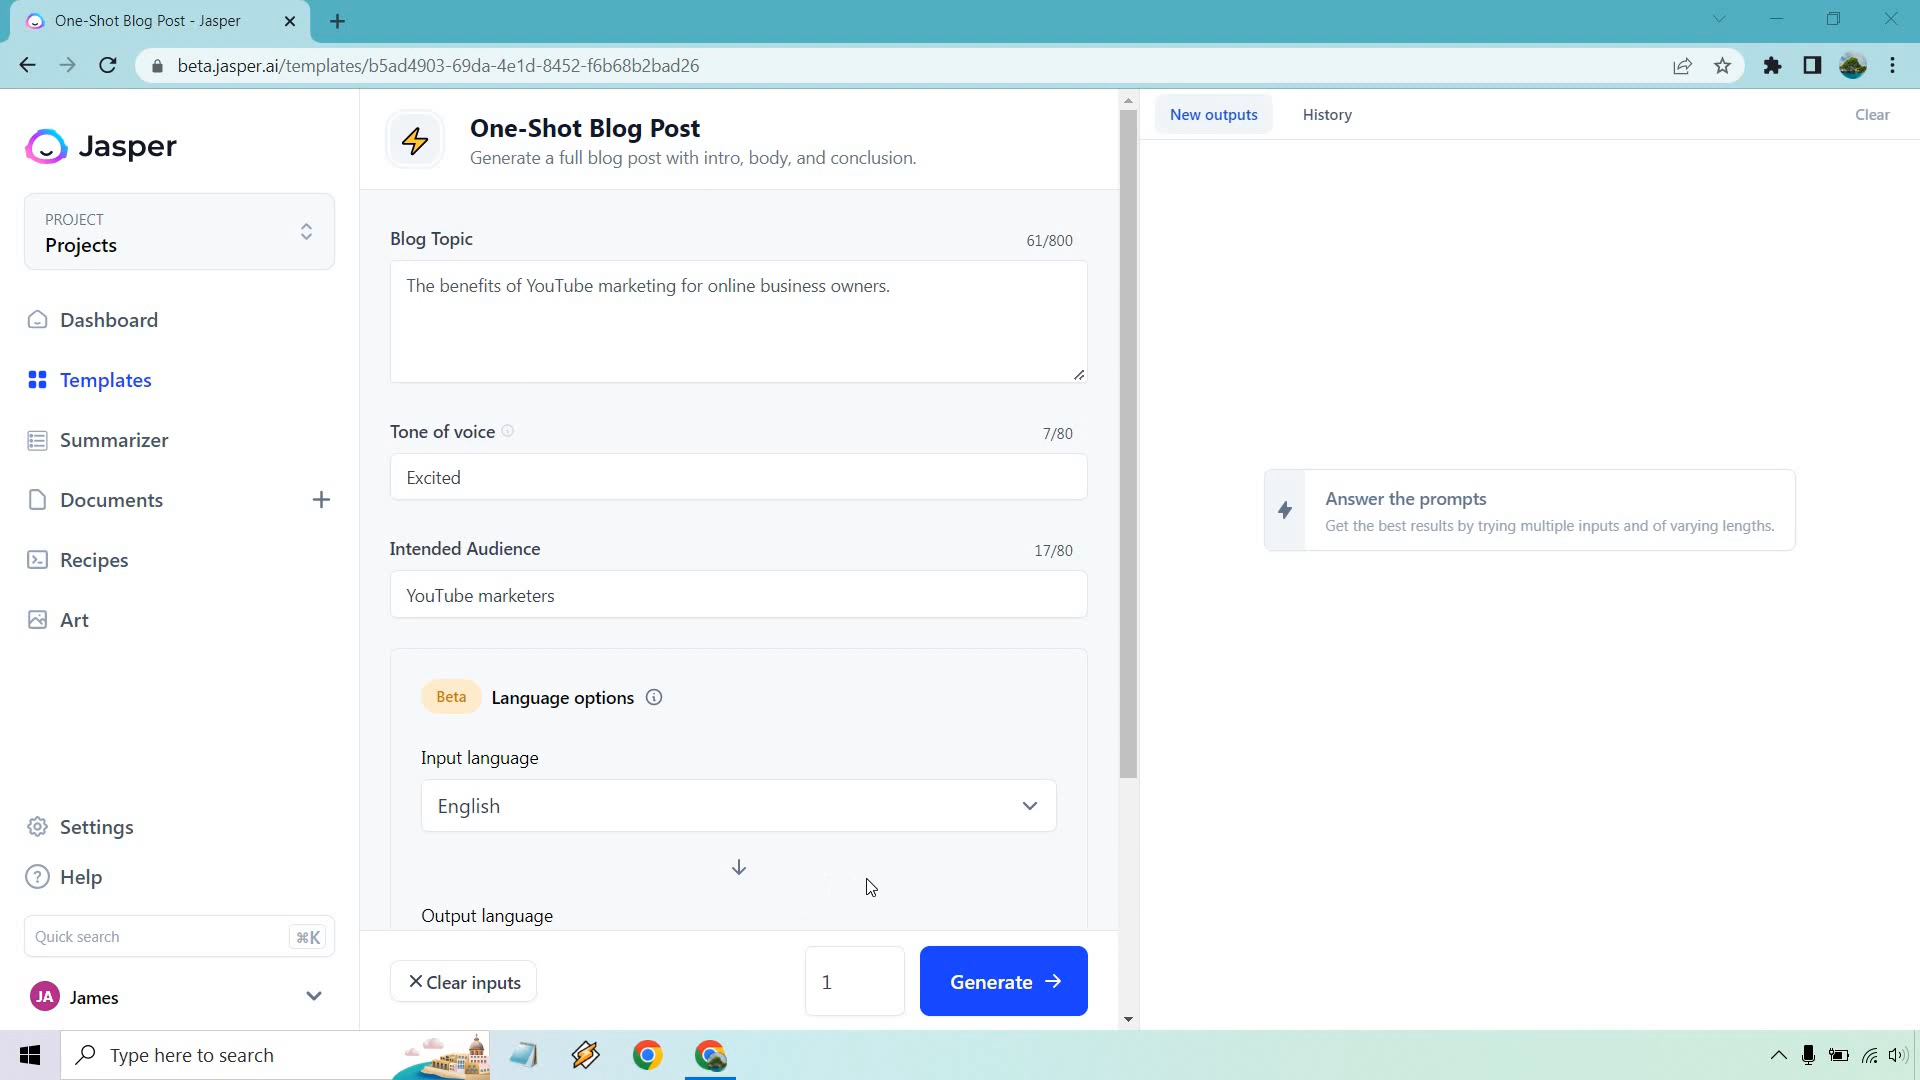 One-Shot Blog Post - Jasper
beta.jasper.ai/templates/b5ad4903-69da-4e1d-8452-f6b68b2bad26
Jasper
PROJECT
Projects
Dashboard
Templates
Summarizer
Documents
Recipes
Art
Settings
Help
Quick search
⌘K
JA
James
One-Shot Blog Post
Generate a full blog post with intro, body, and conclusion.
Blog Topic
61/800
The benefits of YouTube marketing for online business owners.
Tone of voice
7/80
Excited
Intended Audience
17/80
YouTube marketers
Beta
Language options
Input language
English
Output language
Clear inputs
1
Generate
New outputs
History
Clear
Answer the prompts
Get the best results by trying multiple inputs and of varying lengths.
Type here to search